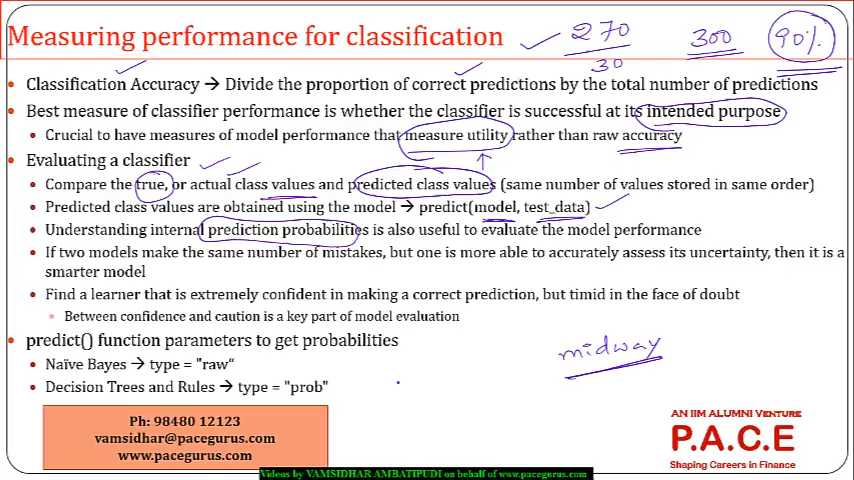 Measuring performance for classification
270
30
300
90%
• Classification Accuracy → Divide the proportion of correct predictions by the total number of predictions
• Best measure of classifier performance is whether the classifier is successful at its intended purpose
• Crucial to have measures of model performance that measure utility rather than raw accuracy
• Evaluating a classifier
• Compare the true, or actual class values and predicted class values (same number of values stored in same order)
• Predicted class values are obtained using the model → predict(model, test_data)
• Understanding internal prediction probabilities is also useful to evaluate the model performance
• If two models make the same number of mistakes, but one is more able to accurately assess its uncertainty, then it is a
smarter model
• Find a learner that is extremely confident in making a correct prediction, but timid in the face of doubt
• Between confidence and caution is a key part of model evaluation
• predict() function parameters to get probabilities
midway
• Naïve Bayes → type = "raw“
• Decision Trees and Rules → type = "prob"
Ph: 98480 12123
vamsidhar@pacegurus.com
www.pacegurus.com
AN IIM ALUMNI VENTURE
P.A.C.E
Shaping Careers in Finance
Videos by VAMSIDHAR AMBATIPUDI on behalf of www.pacegurus.com